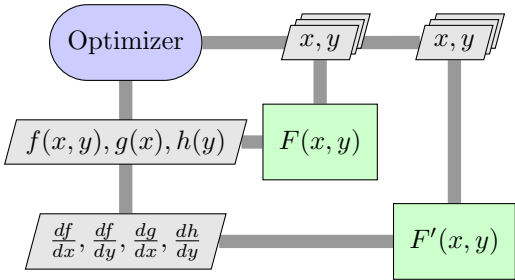 Optimizer
x, y
x, y
f(x, y), g(x), h(y)
F(x, y)
df/dx, df/dy, dg/dx, dh/dy
F′(x, y)